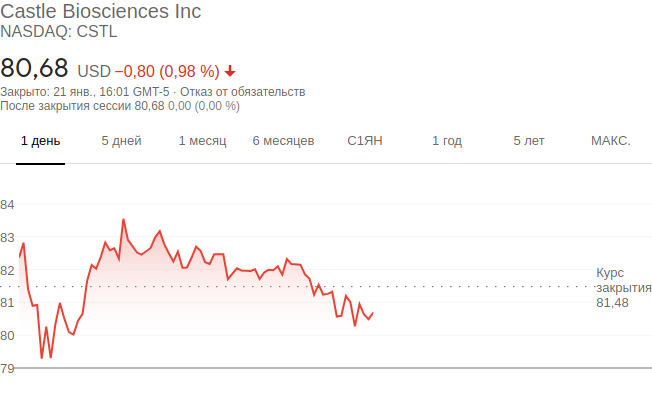 Castle Biosciences Inc
NASDAQ: CSTL
80,68 USD −0,80 (0,98 %)
Закрыто: 21 янв., 16:01 GMT-5 · Отказ от обязательств
После закрытия сессии 80,68 0,00 (0,00 %)
1 день 5 дней 1 месяц 6 месяцев С1ЯН 1 год 5 лет МАКС.
84
83
82
81
80
79
Курс
закрытия
81,48